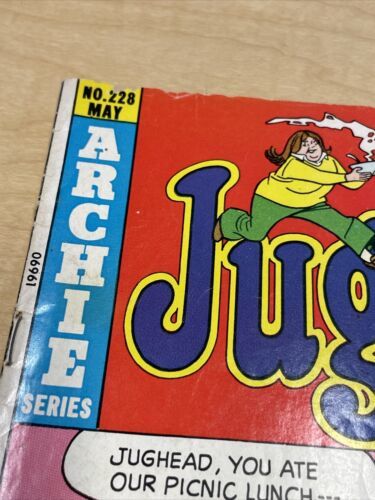 NO.228
MAY
ARCHIE
SERIES
19690
Jug
JUGHEAD, YOU ATE
OUR PICNIC LUNCH---